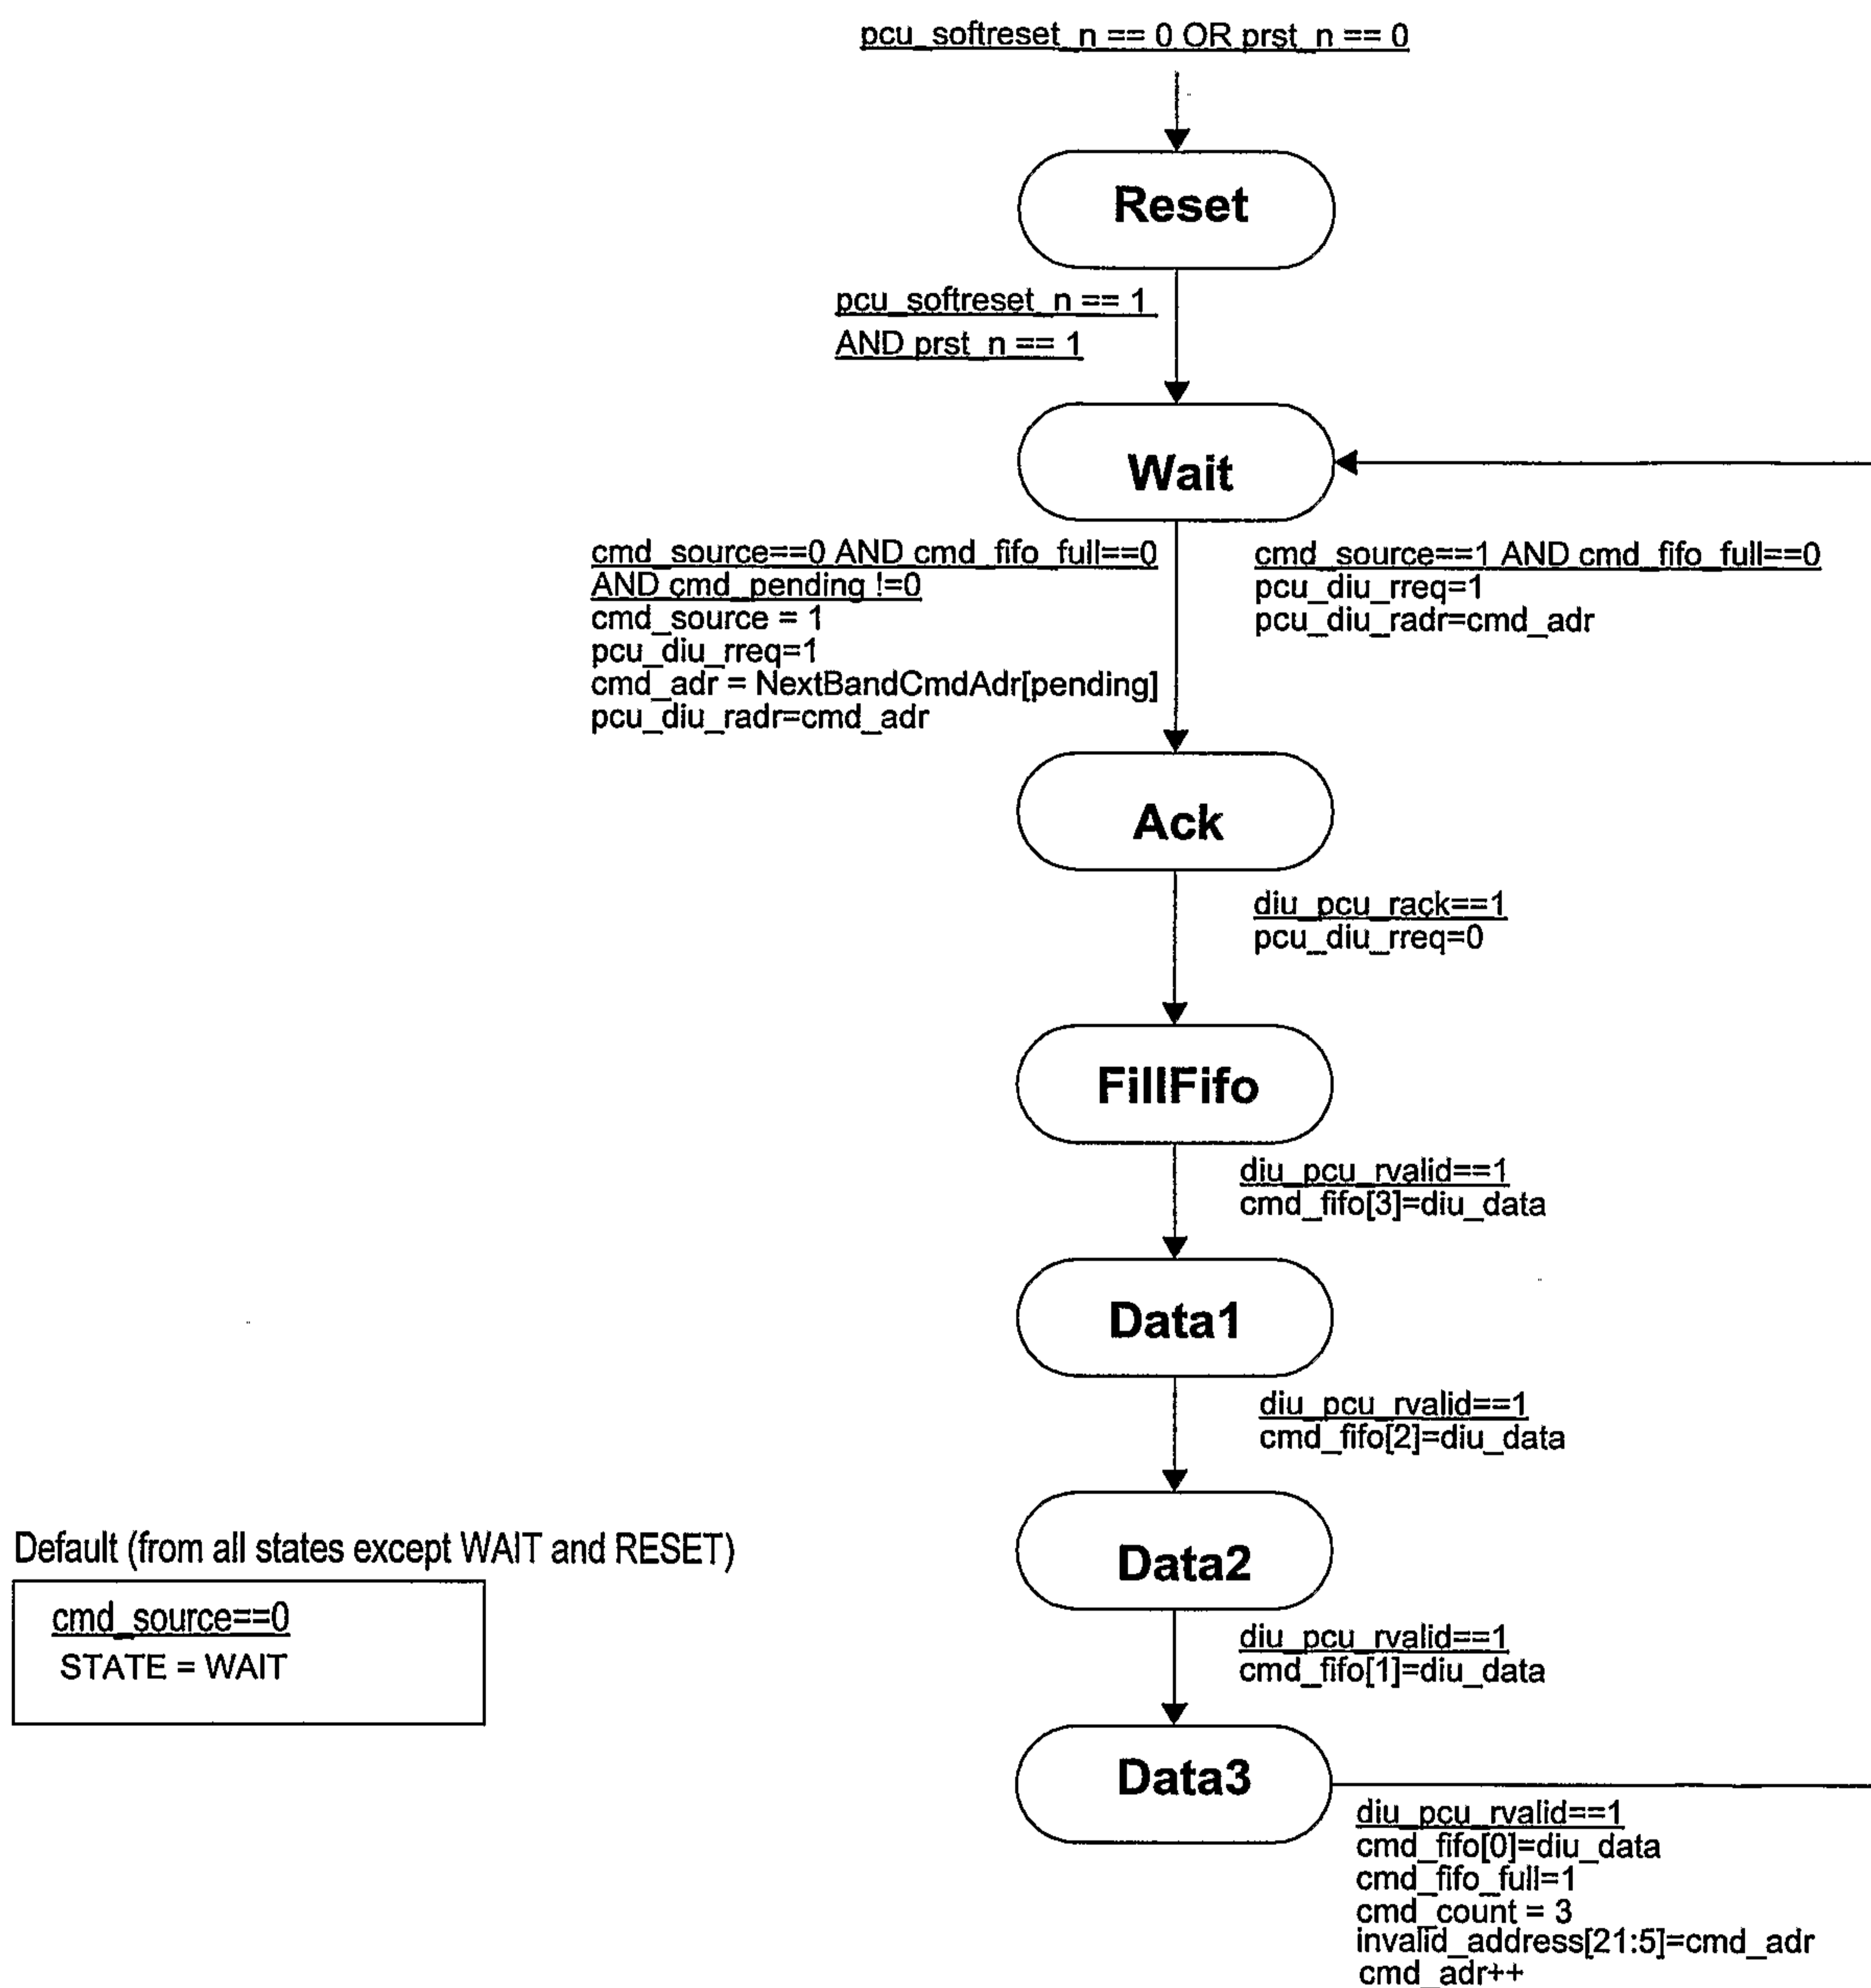 pcu_softreset_n == 0 OR prst_n == 0
Reset
pcu_softreset_n == 1
AND prst_n == 1
Wait
cmd_source==0 AND cmd_fifo_full==0
AND cmd_pending !=0
cmd_source = 1
pcu_diu_rreq=1
cmd_adr = NextBandCmdAdr[pending]
pcu_diu_radr=cmd_adr
cmd_source==1 AND cmd_fifo_full==0
pcu_diu_rreq=1
pcu_diu_radr=cmd_adr
Ack
diu_pcu_rack==1
pcu_diu_rreq=0
FillFifo
diu_pcu_rvalid==1
cmd_fifo[3]=diu_data
Data1
diu_pcu_rvalid==1
cmd_fifo[2]=diu_data
Data2
Default (from all states except WAIT and RESET)
cmd_source==0
STATE = WAIT
diu_pcu_rvalid==1
cmd_fifo[1]=diu_data
Data3
diu_pcu_rvalid==1
cmd_fifo[0]=diu_data
cmd_fifo_full=1
cmd_count = 3
invalid_address[21:5]=cmd_adr
cmd_adr++